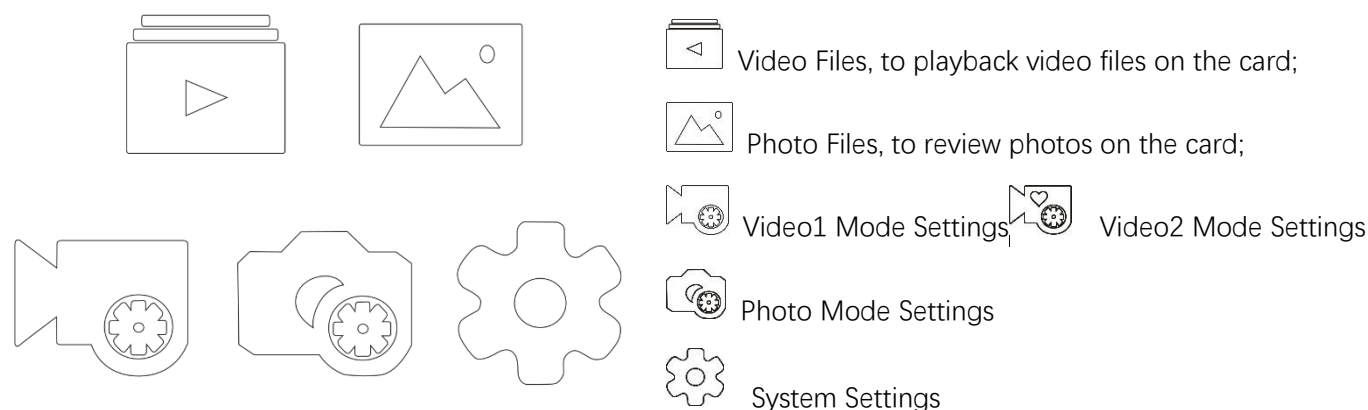 Video Files, to playback video files on the card;
Photo Files, to review photos on the card;
Video1 Mode Settings Video2 Mode Settings
Photo Mode Settings
System Settings